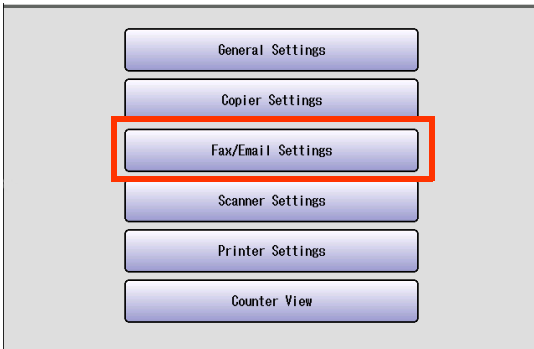 General Settings
Copier Settings
Fax/Email Settings
Scanner Settings
Printer Settings
Counter View